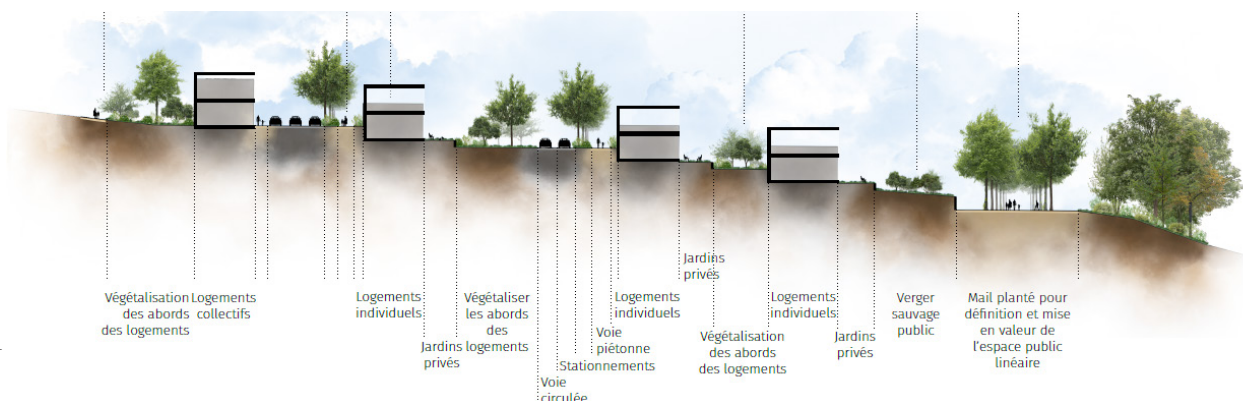 Végétalisation
des abords
des logements
Logements
collectifs
Logements
individuels
Jardins
privés
Végétaliser
les abords
des
logements
Voie
circulée
Stationnements
Voie
piétonne
Logements
individuels
Jardins
privés
Végétalisation
des abords
des logements
Logements
individuels
Jardins
privés
Verger
sauvage
public
Mail planté pour
définition et mise
en valeur de
l'espace public
linéaire